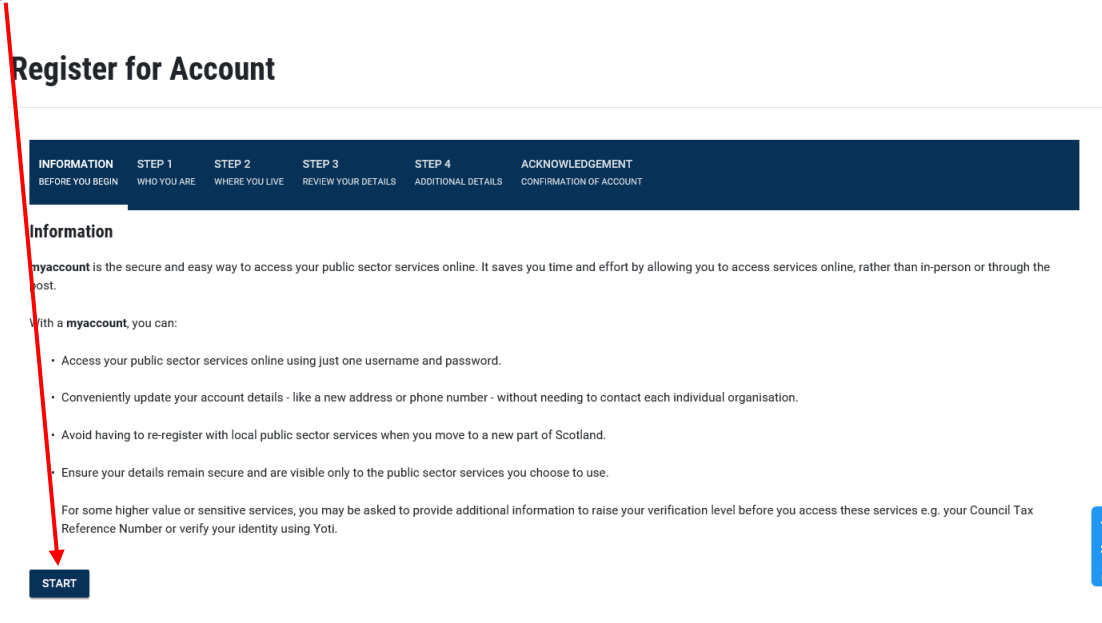 Register for Account
INFORMATION STEP 1 STEP 2 STEP 3 STEP 4 ACKNOWLEDGEMENT
BEFORE YOU BEGIN WHO YOU ARE WHERE YOU LIVE REVIEW YOUR DETAILS ADDITIONAL DETAILS CONFIRMATION OF ACCOUNT
Information
myaccount is the secure and easy way to access your public sector services online. It saves you time and effort by allowing you to access services online, rather than in-person or through the
post.
With a myaccount, you can:
• Access your public sector services online using just one username and password.
• Conveniently update your account details - like a new address or phone number - without needing to contact each individual organisation.
• Avoid having to re-register with local public sector services when you move to a new part of Scotland.
• Ensure your details remain secure and are visible only to the public sector services you choose to use.
For some higher value or sensitive services, you may be asked to provide additional information to raise your verification level before you access these services e.g. your Council Tax
Reference Number or verify your identity using Yoti.
START